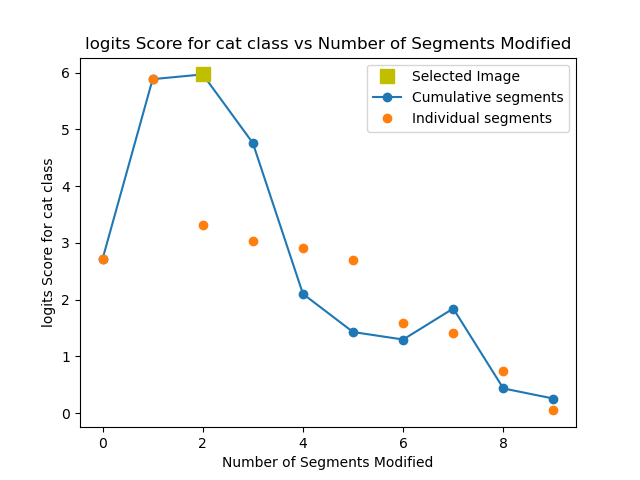 logits Score for cat class vs Number of Segments Modified
Selected Image
Cumulative segments
Individual segments
logits Score for cat class
6
5
4
3
2
1
0
0 2 4 6 8
Number of Segments Modified